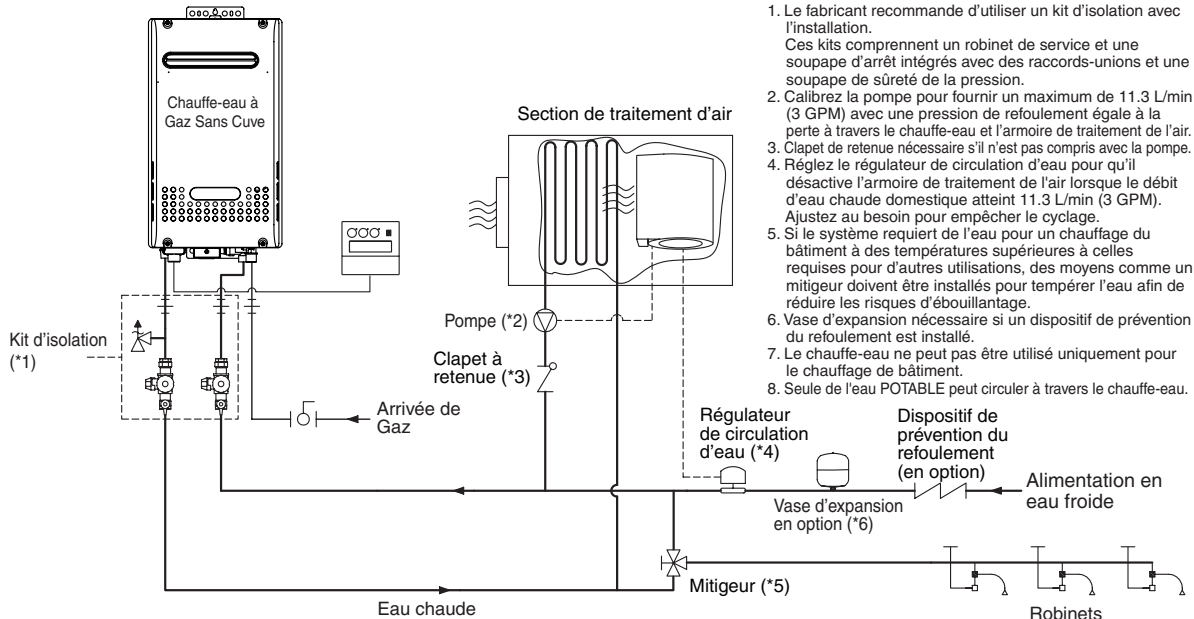 1. Le fabricant recommande d'utiliser un kit d'isolation avec
l'installation.
Ces kits comprennent un robinet de service et une
soupape d'arrêt intégrés avec des raccords-unions et une
soupape de sûreté de la pression.
2. Calibrez la pompe pour fournir un maximum de 11.3 L/min
(3 GPM) avec une pression de refoulement égale à la
perte à travers le chauffe-eau et l'armoire de traitement de l'air.
3. Clapet de retenue nécessaire s'il n'est pas compris avec la pompe.
4. Réglez le régulateur de circulation d'eau pour qu'il
désactive l'armoire de traitement de l'air lorsque le débit
d'eau chaude domestique atteint 11.3 L/min (3 GPM).
Ajustez au besoin pour empêcher le cyclage.
5. Si le système requiert de l'eau pour un chauffage du
bâtiment à des températures supérieures à celles
requises pour d'autres utilisations, des moyens comme un
mitigeur doivent être installés pour tempérer l'eau afin de
réduire les risques d'ébouillantage.
6. Vase d'expansion nécessaire si un dispositif de prévention
du refoulement est installé.
7. Le chauffe-eau ne peut pas être utilisé uniquement pour
le chauffage de bâtiment.
8. Seule de l'eau POTABLE peut circuler à travers le chauffe-eau.
Chauffe-eau à
Gaz Sans Cuve
Section de traitement d'air
Kit d'isolation
(*1)
Pompe (*2)
Clapet à
retenue (*3)
Arrivée de
Gaz
Régulateur
de circulation
d'eau (*4)
Dispositif de
prévention du
refoulement
(en option)
Alimentation en
eau froide
Vase d'expansion
en option (*6)
Mitigeur (*5)
Eau chaude
Robinets